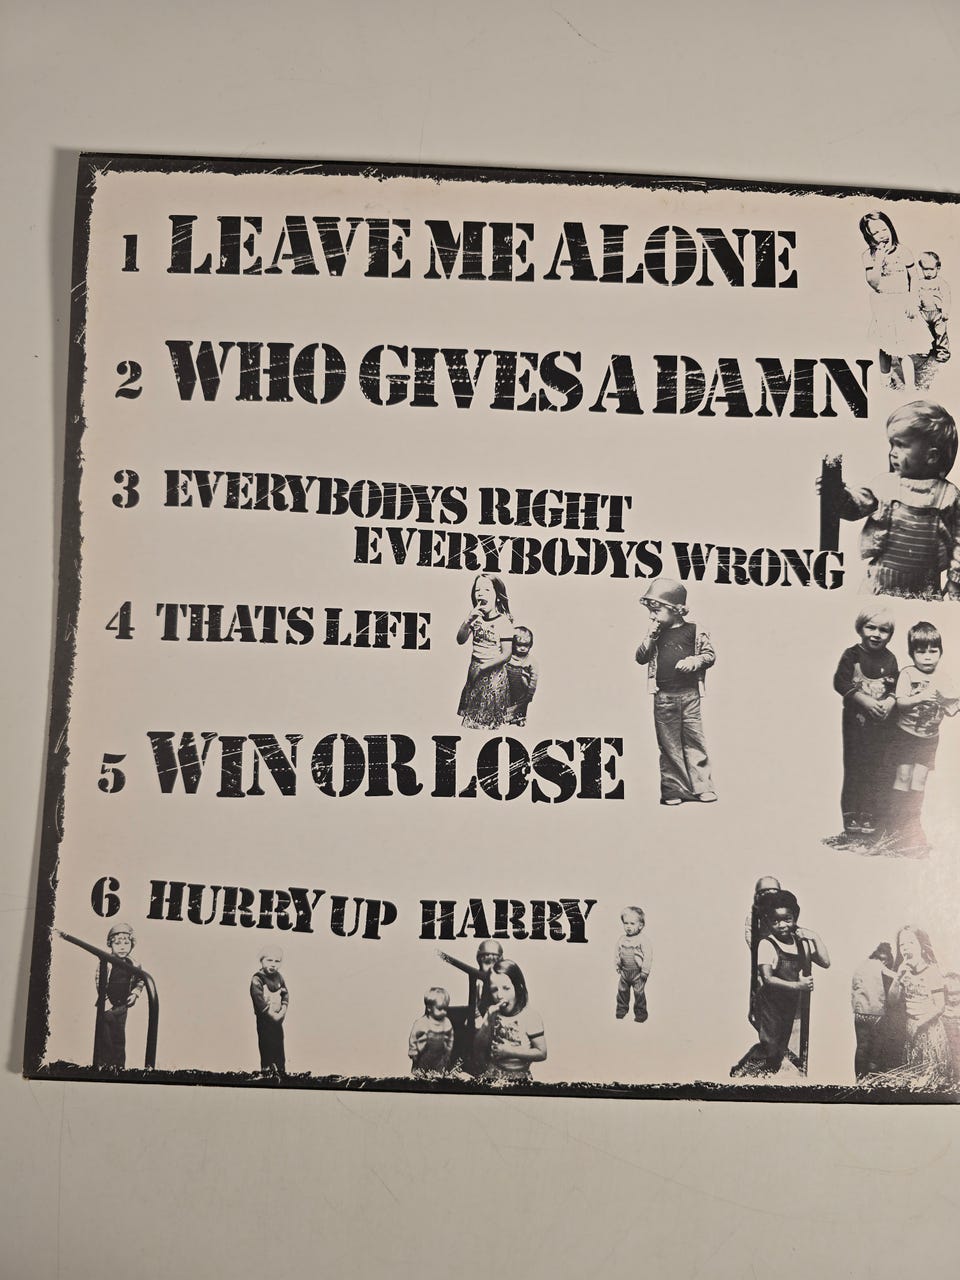 1 LEAVE ME ALONE
2 WHO GIVES A DAMN
3 EVERYBODYS RIGHT
EVERYBODYS WRONG
4 THATS LIFE
5 WIN OR LOSE
6 HURRY UP HARRY